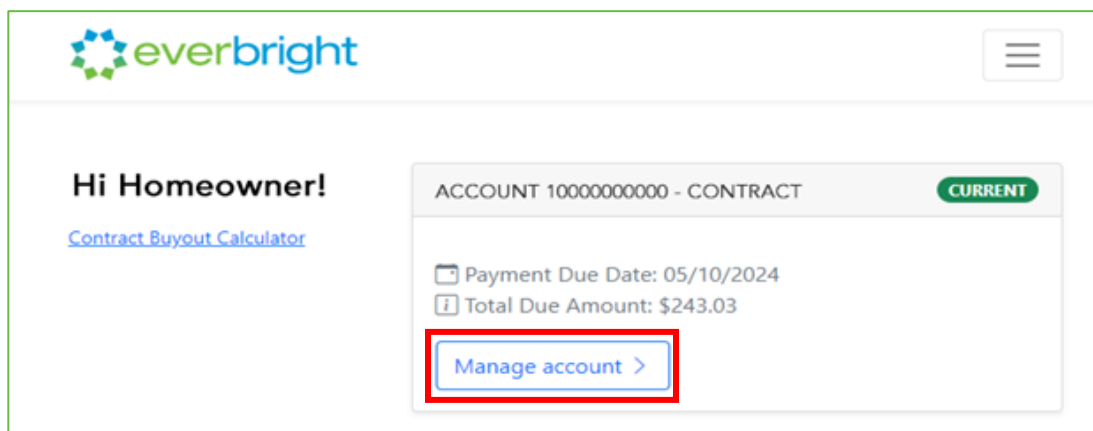 everbright
Hi Homeowner!
Contract Buyout Calculator
ACCOUNT 10000000000 - CONTRACT
CURRENT
Payment Due Date: 05/10/2024
i Total Due Amount: $243.03
Manage account >